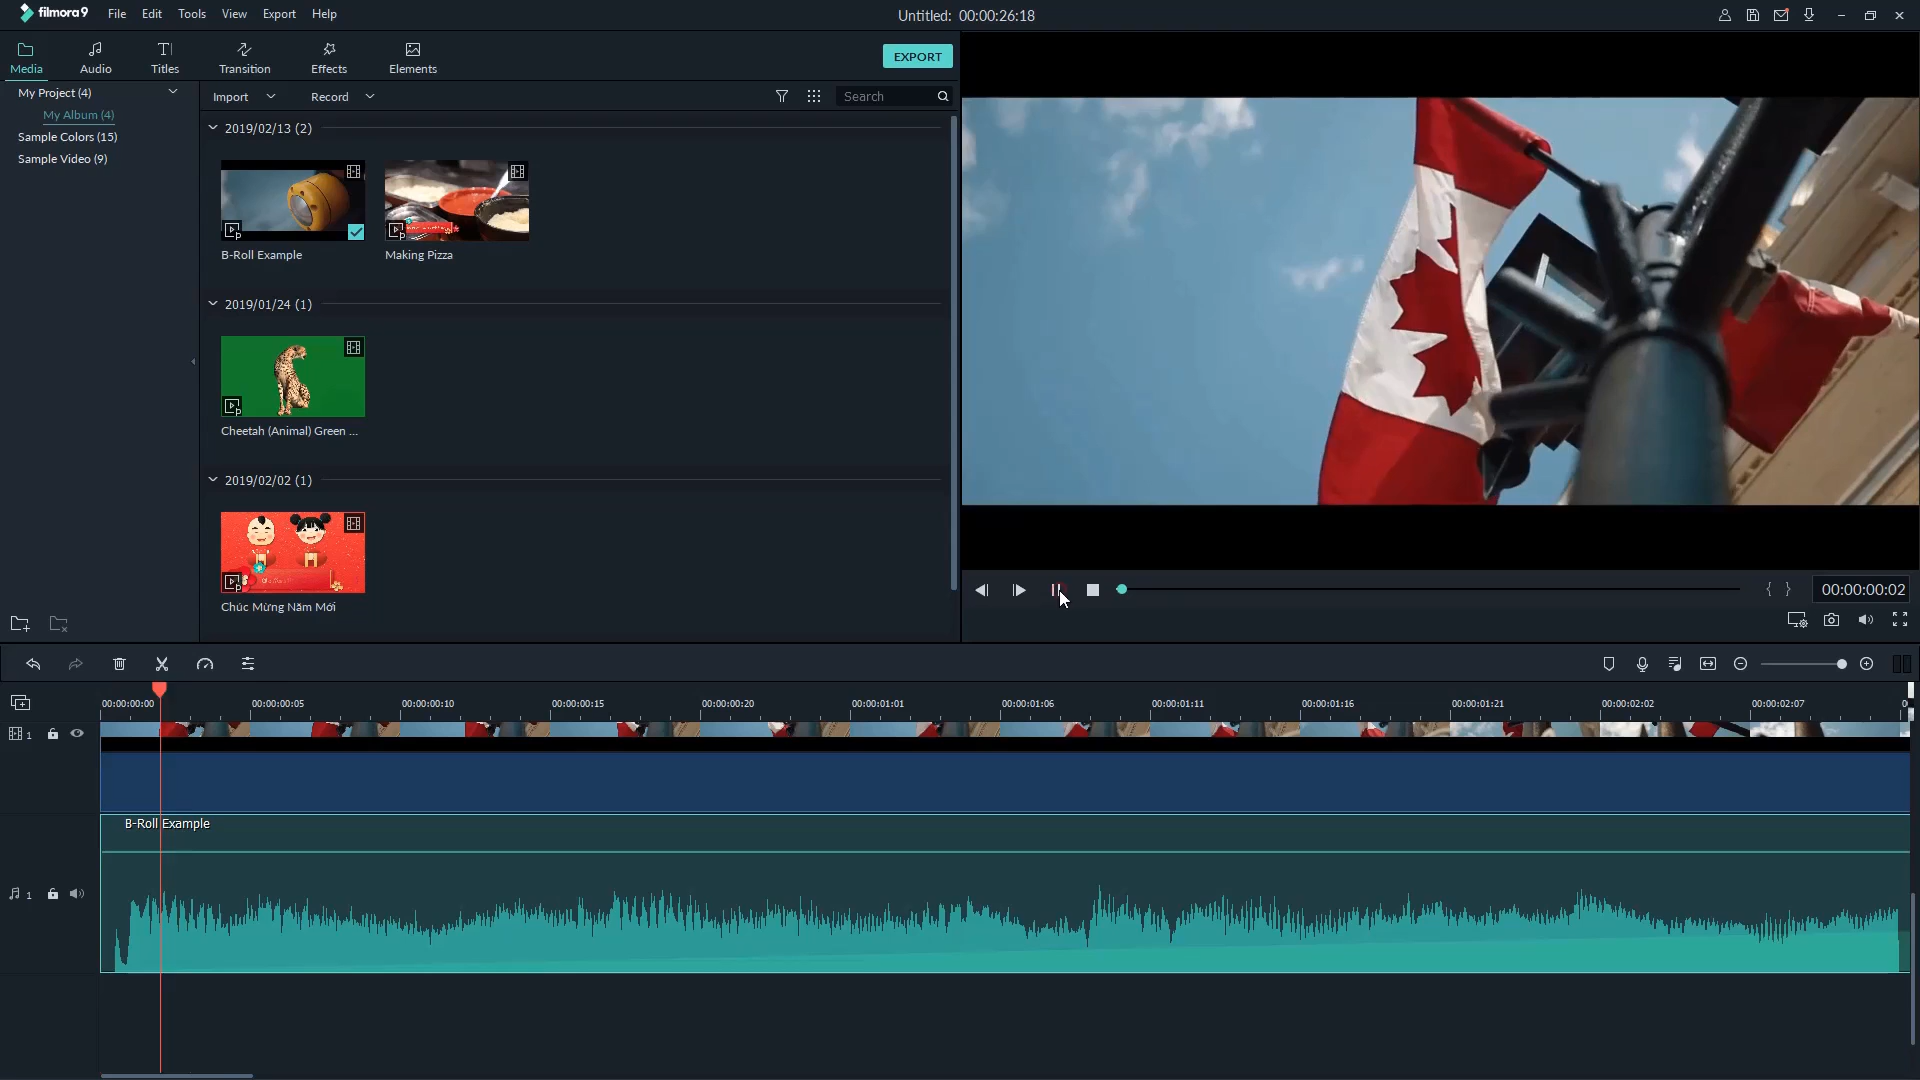 filmora9 File Edit Tools View Export Help
Untitled: 00:00:26:18
Media Audio Titles Transition Effects Elements
EXPORT
My Project (4)
My Album (4)
Sample Colors (15)
Sample Video (9)
Import Record Search
2019/02/13 (2)
B-Roll Example Making Pizza
2019/01/24 (1)
Cheetah (Animal) Green ...
2019/02/02 (1)
Chúc Mừng Năm Mới
00:00:00:02
00:00:00:00 00:00:00:05 00:00:00:10 00:00:00:15 00:00:00:20 00:00:01:01 00:00:01:06 00:00:01:11 00:00:01:16 00:00:01:21 00:00:02:02 00:00:02:07
1
B-Roll Example
1